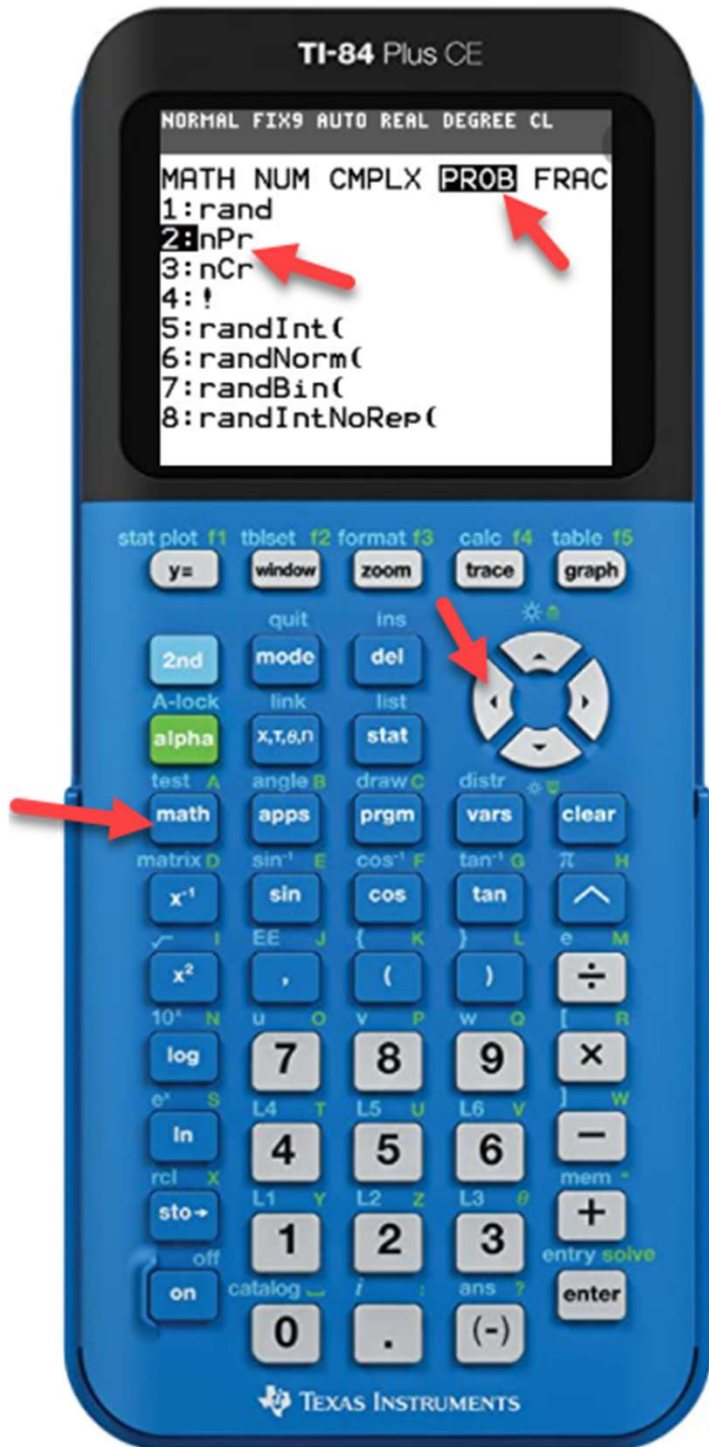 TI-84 Plus CE
NORMAL FIX9 AUTO REAL DEGREE CL
MATH NUM CMPLX PROB FRAC
1:rand
2:nPr
3:nCr
4:!
5:randInt(
6:randNorm(
7:randBin(
8:randIntNoRep(
stat plot f1 tblset f2 format f3 calc f4 table f5
y= window zoom trace graph
quit ins
2nd mode del
A-lock link list
alpha X,T,θ,n stat
test A angle B draw C distr
math apps prgm vars clear
matrix D sin⁻¹ E cos⁻¹ F tan⁻¹ G π H
x⁻¹ sin cos tan ^
√ I EE J { K } L e M
x² , ( ) ÷
10ˣ N u O v P w Q [ R
log 7 8 9 ×
eˣ S L4 T L5 U L6 V ] W
ln 4 5 6 −
rcl X L1 Y L2 Z L3 θ mem "
sto→ 1 2 3 +
off catalog i : ans ? entry solve
on 0 . (-) enter
TEXAS INSTRUMENTS